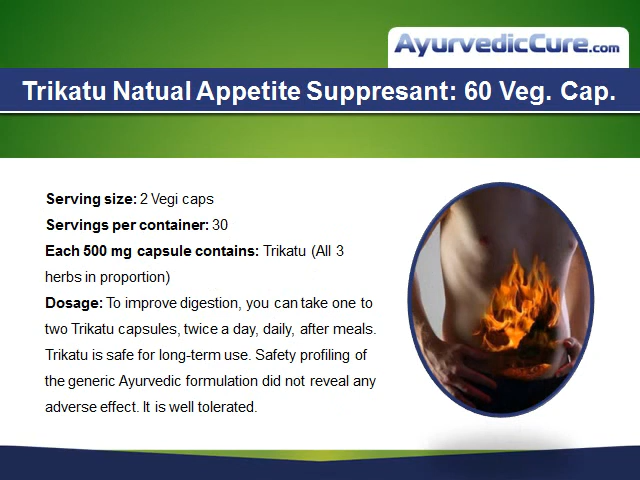 AyurvedicCure.com
Trikatu Natual Appetite Suppresant: 60 Veg. Cap.
Serving size: 2 Vegi caps
Servings per container: 30
Each 500 mg capsule contains: Trikatu (All 3
herbs in proportion)
Dosage: To improve digestion, you can take one to
two Trikatu capsules, twice a day, daily, after meals.
Trikatu is safe for long-term use. Safety profiling of
the generic Ayurvedic formulation did not reveal any
adverse effect. It is well tolerated.